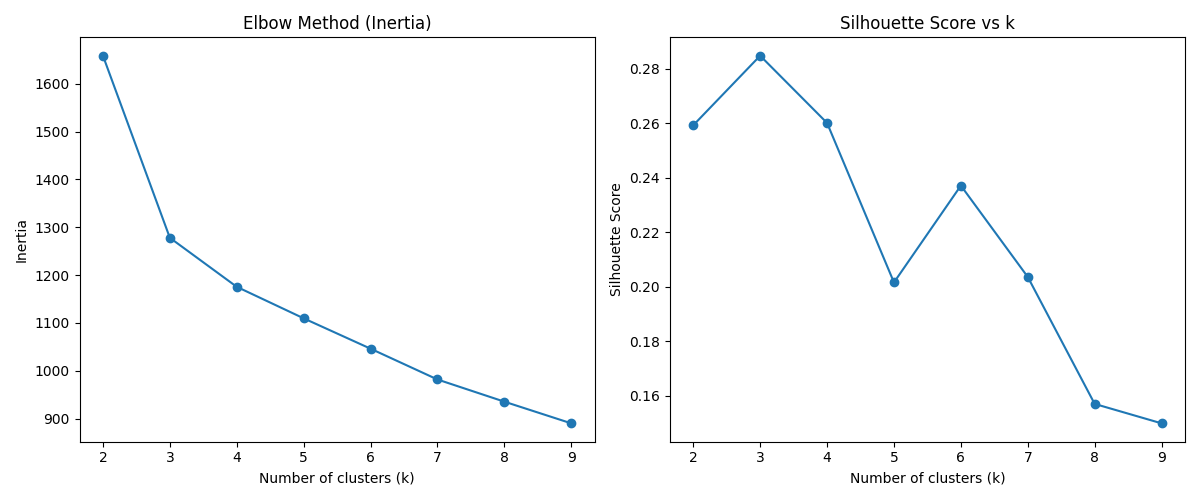 Elbow Method (Inertia)
1600
1500
1400
1300
1200
1100
1000
900
Inertia
2 3 4 5 6 7 8 9
Number of clusters (k)
Silhouette Score vs k
0.28
0.26
0.24
0.22
0.20
0.18
0.16
Silhouette Score
2 3 4 5 6 7 8 9
Number of clusters (k)